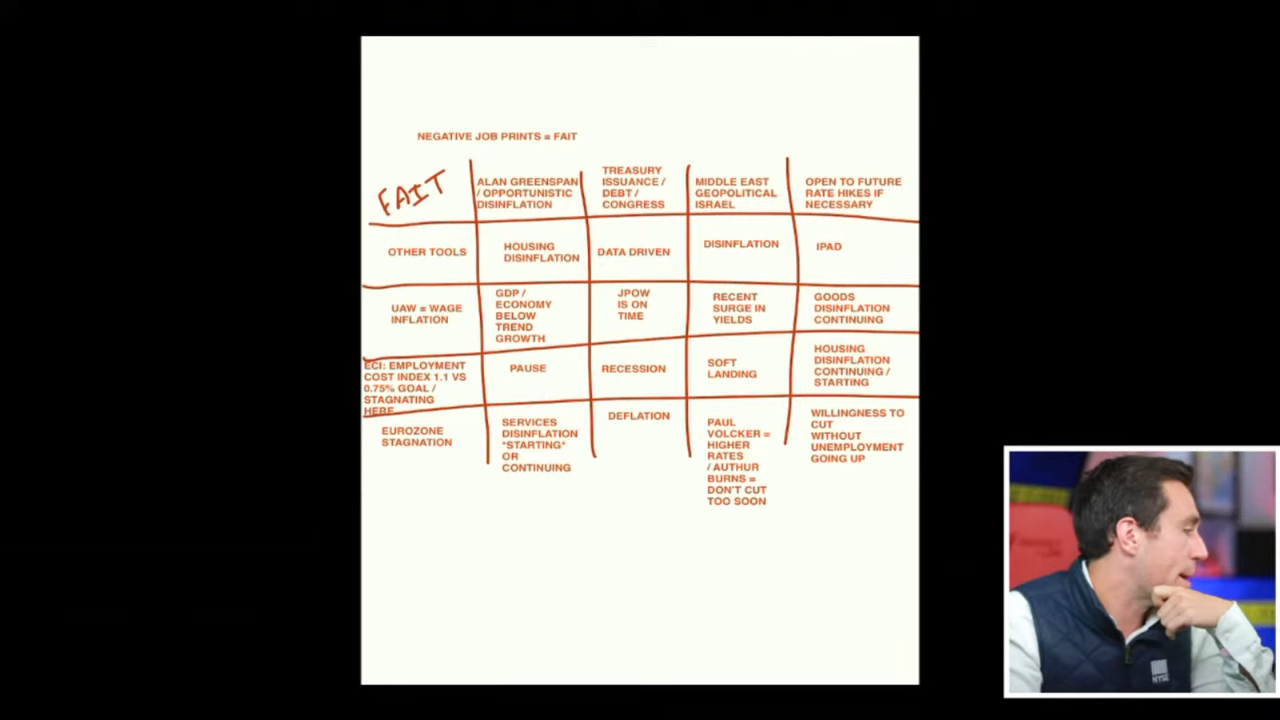 NEGATIVE JOB PRINTS = FAIT
FAIT
ALAN GREENSPAN
/ OPPORTUNISTIC
DISINFLATION
TREASURY
ISSUANCE /
DEBT /
CONGRESS
MIDDLE EAST
GEOPOLITICAL
ISRAEL
OPEN TO FUTURE
RATE HIKES IF
NECESSARY
OTHER TOOLS
HOUSING
DISINFLATION
DATA DRIVEN
DISINFLATION
IPAD
UAW = WAGE
INFLATION
GDP /
ECONOMY
BELOW
TREND
GROWTH
JPOW
IS ON
TIME
RECENT
SURGE IN
YIELDS
GOODS
DISINFLATION
CONTINUING
ECI: EMPLOYMENT
COST INDEX 1.1 VS
0.75% GOAL /
STAGNATING
HERE
PAUSE
RECESSION
SOFT
LANDING
HOUSING
DISINFLATION
CONTINUING /
STARTING
EUROZONE
STAGNATION
SERVICES
DISINFLATION
*STARTING*
OR
CONTINUING
DEFLATION
PAUL
VOLCKER =
HIGHER
RATES
/ AUTHUR
BURNS =
DON'T CUT
TOO SOON
WILLINGNESS TO
CUT
WITHOUT
UNEMPLOYMENT
GOING UP
NYSE